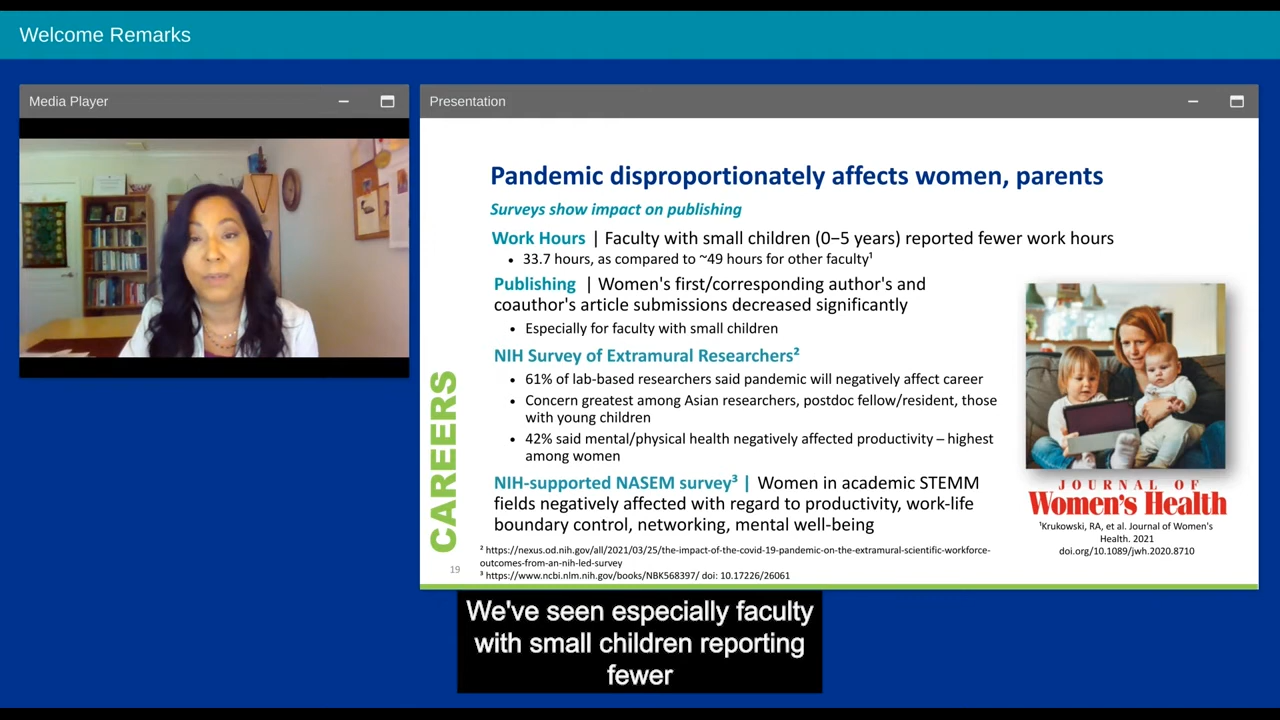 Welcome Remarks
Media Player
Presentation
Pandemic disproportionately affects women, parents
Surveys show impact on publishing
Work Hours | Faculty with small children (0–5 years) reported fewer work hours
• 33.7 hours, as compared to ~49 hours for other faculty¹
Publishing | Women's first/corresponding author's and
coauthor's article submissions decreased significantly
• Especially for faculty with small children
NIH Survey of Extramural Researchers²
• 61% of lab-based researchers said pandemic will negatively affect career
• Concern greatest among Asian researchers, postdoc fellow/resident, those
with young children
• 42% said mental/physical health negatively affected productivity – highest
among women
NIH-supported NASEM survey³ | Women in academic STEMM
fields negatively affected with regard to productivity, work-life
boundary control, networking, mental well-being
CAREERS
JOURNAL OF
Women's Health
¹Krukowski, RA, et al. Journal of Women's
Health. 2021
doi.org/10.1089/jwh.2020.8710
² https://nexus.od.nih.gov/all/2021/03/25/the-impact-of-the-covid-19-pandemic-on-the-extramural-scientific-workforce-
outcomes-from-an-nih-led-survey
³ https://www.ncbi.nlm.nih.gov/books/NBK568397/ doi: 10.17226/26061
19
We've seen especially faculty
with small children reporting
fewer